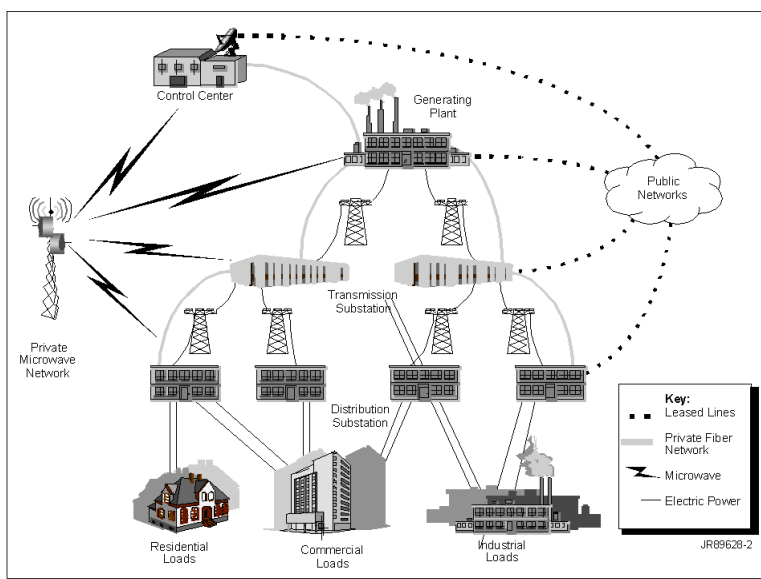 Control Center
Generating
Plant
Public
Networks
Transmission
Substation
Private
Microwave
Network
Distribution
Substation
Key:
Leased Lines
Private Fiber
Network
Microwave
Electric Power
Residential
Loads
Commercial
Loads
Industrial
Loads
JR89628-2